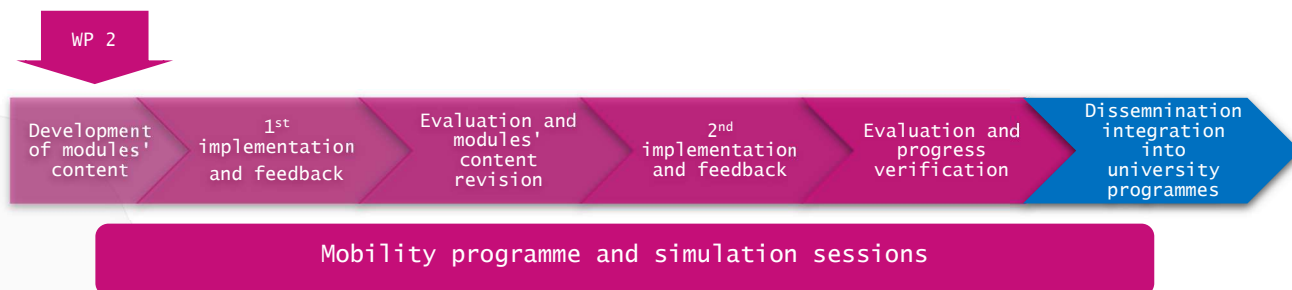 WP 2
Development
of modules'
content
1st
implementation
and feedback
Evaluation and
modules'
content
revision
2nd
implementation
and feedback
Evaluation and
progress
verification
Dissemnination
integration
into
university
programmes
Mobility programme and simulation sessions